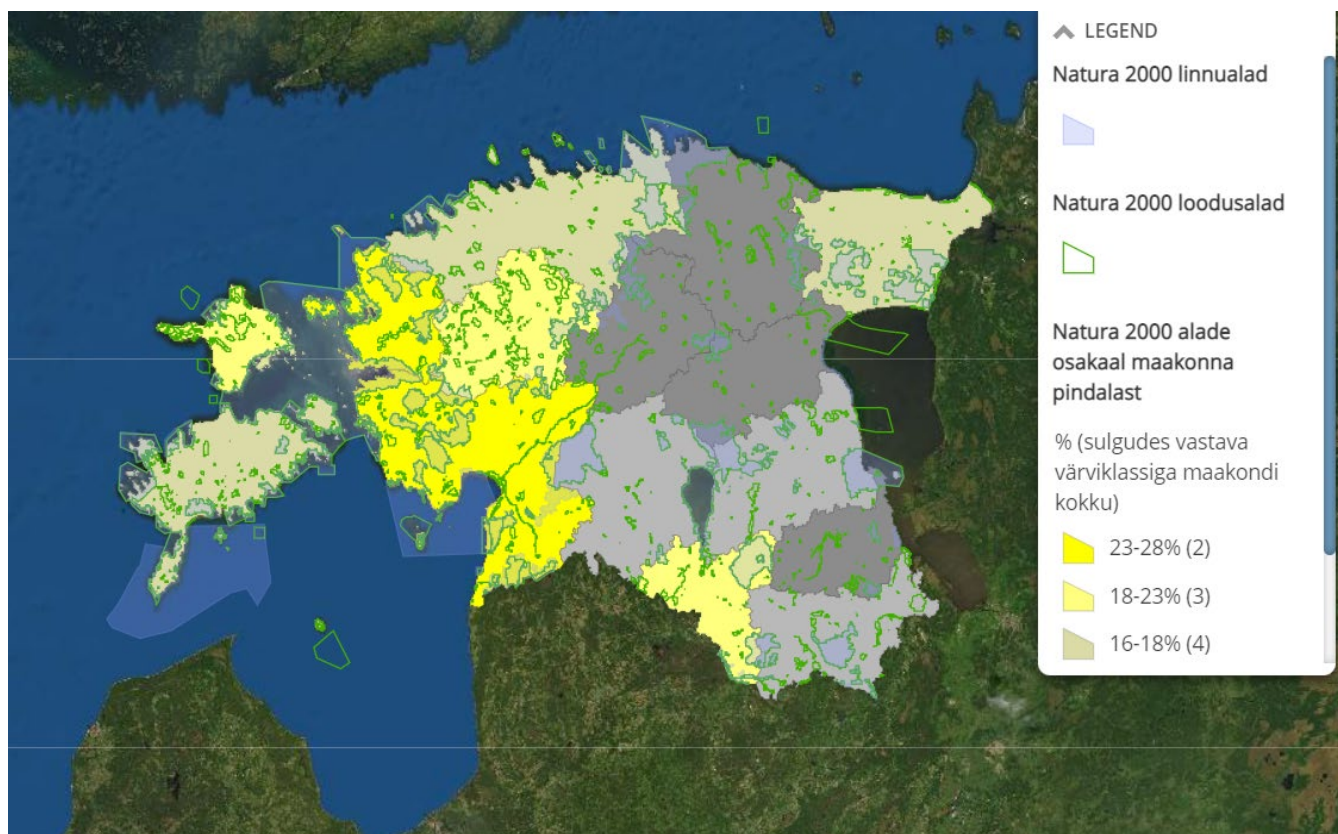 LEGEND
Natura 2000 linnualad
Natura 2000 loodusalad
Natura 2000 alade
osakaal maakonna
pindalast
% (sulgudes vastava
värviklassiga maakondi
kokku)
23-28% (2)
18-23% (3)
16-18% (4)